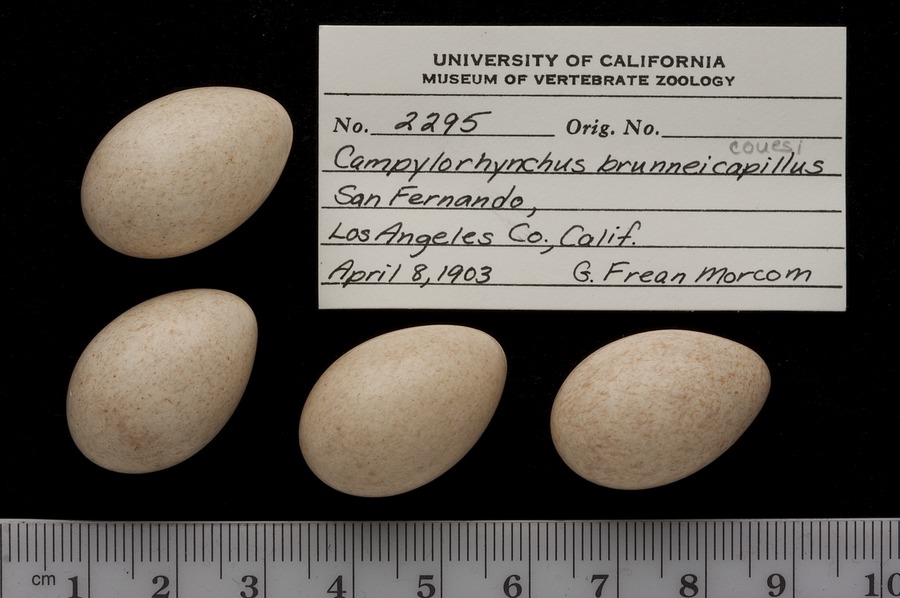 UNIVERSITY OF CALIFORNIA
MUSEUM OF VERTEBRATE ZOOLOGY
No. 2295 Orig. No.
couesi
Campylorhynchus brunneicapillus
San Fernando,
Los Angeles Co., Calif.
April 8, 1903 G. Frean Morcom
cm 1 2 3 4 5 6 7 8 9 10